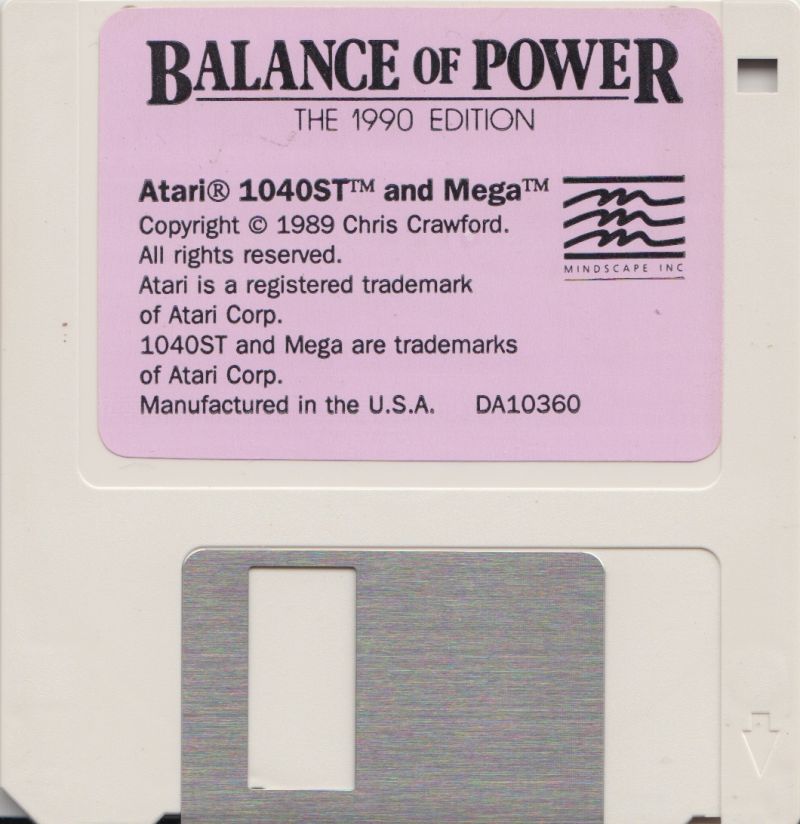 BALANCE OF POWER
THE 1990 EDITION
Atari® 1040ST™ and Mega™
Copyright © 1989 Chris Crawford.
All rights reserved.
Atari is a registered trademark
of Atari Corp.
1040ST and Mega are trademarks
of Atari Corp.
Manufactured in the U.S.A. DA10360
MINDSCAPE INC